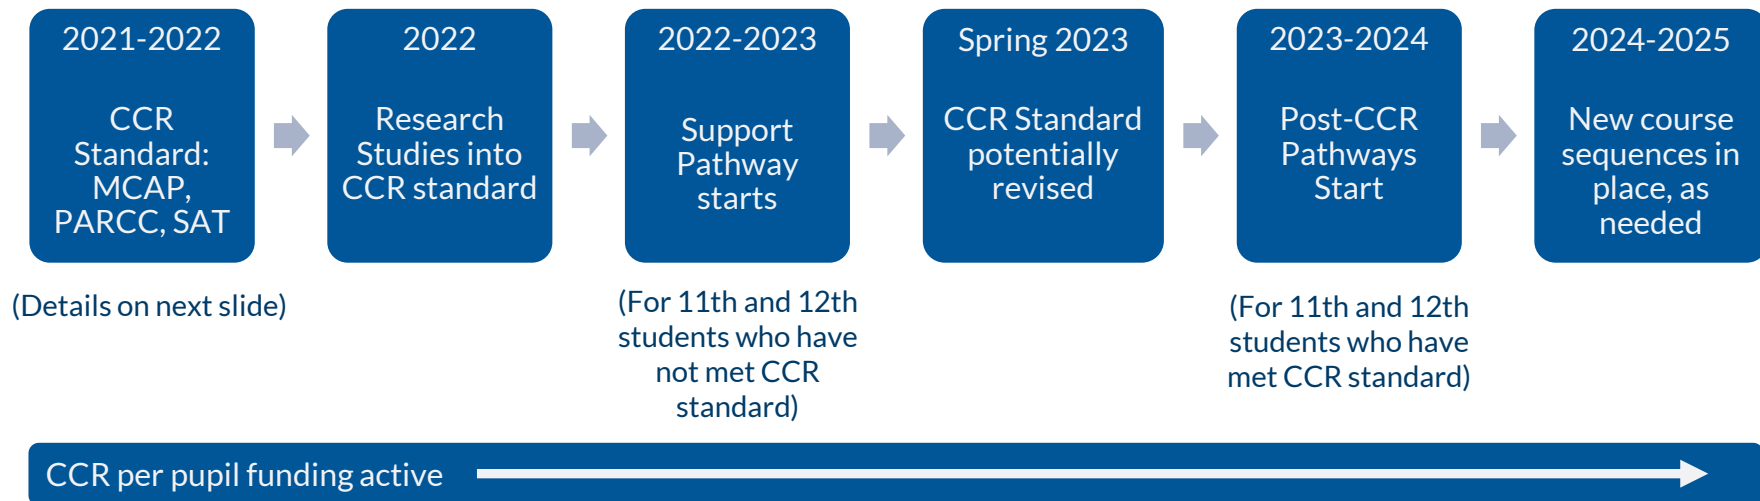 2021-2022
CCR
Standard:
MCAP,
PARCC, SAT
(Details on next slide)
2022
Research
Studies into
CCR standard
2022-2023
Support
Pathway
starts
(For 11th and 12th
students who have
not met CCR
standard)
Spring 2023
CCR Standard
potentially
revised
2023-2024
Post-CCR
Pathways
Start
(For 11th and 12th
students who have
met CCR standard)
2024-2025
New course
sequences in
place, as
needed
CCR per pupil funding active